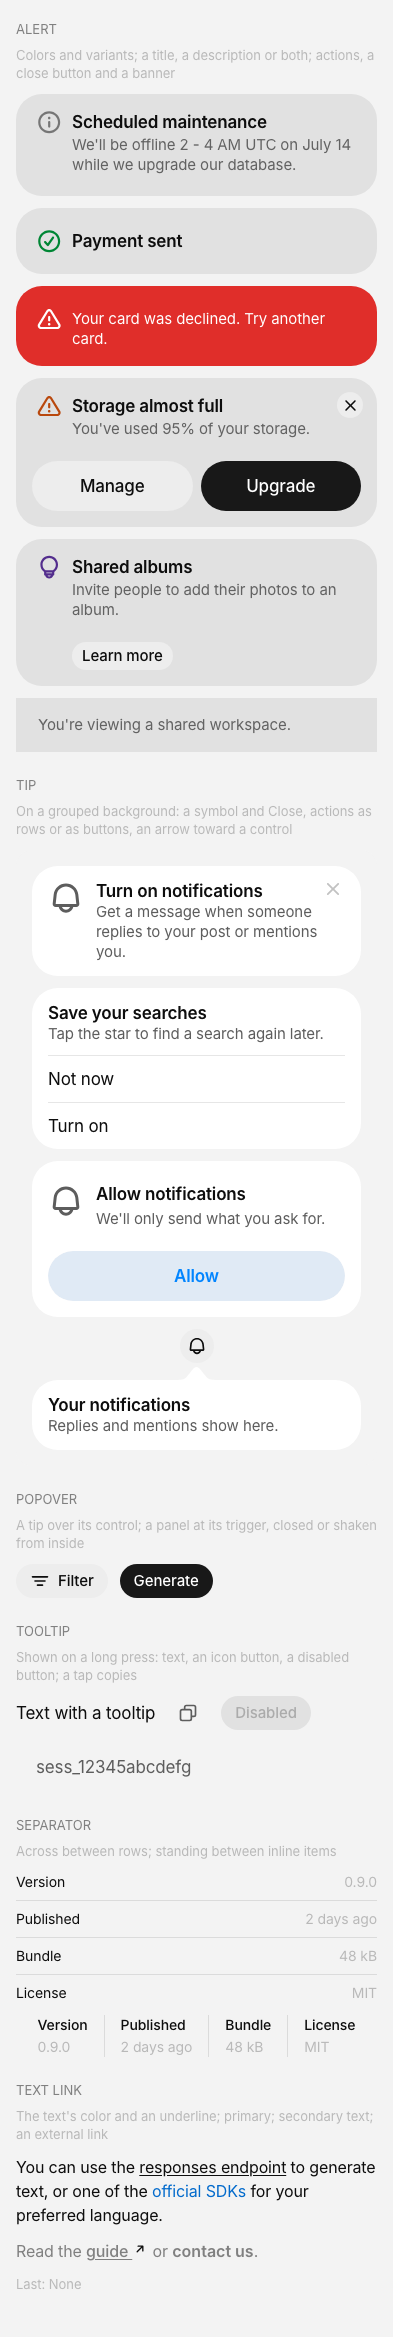 ALERT
Colors and variants; a title, a description or both; actions, a
close button and a banner
Scheduled maintenance
We'll be offline 2 - 4 AM UTC on July 14
while we upgrade our database.
Payment sent
Your card was declined. Try another
card.
Storage almost full
You've used 95% of your storage.
Manage
Upgrade
Shared albums
Invite people to add their photos to an
album.
Learn more
You're viewing a shared workspace.
TIP
On a grouped background: a symbol and Close, actions as
rows or as buttons, an arrow toward a control
Turn on notifications
Get a message when someone
replies to your post or mentions
you.
Save your searches
Tap the star to find a search again later.
Not now
Turn on
Allow notifications
We'll only send what you ask for.
Allow
Your notifications
Replies and mentions show here.
POPOVER
A tip over its control; a panel at its trigger, closed or shaken
from inside
Filter
Generate
TOOLTIP
Shown on a long press: text, an icon button, a disabled
button; a tap copies
Text with a tooltip
Disabled
sess_12345abcdefg
SEPARATOR
Across between rows; standing between inline items
Version 0.9.0
Published 2 days ago
Bundle 48 kB
License MIT
Version Published Bundle License
0.9.0 2 days ago 48 kB MIT
TEXT LINK
The text's color and an underline; primary; secondary text;
an external link
You can use the responses endpoint to generate
text, or one of the official SDKs for your
preferred language.
Read the guide or contact us.
Last: None